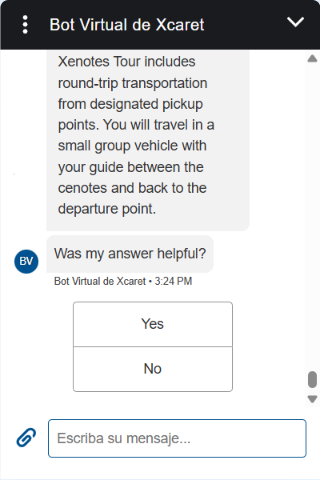 Bot Virtual de Xcaret
Xenotes Tour includes
round-trip transportation
from designated pickup
points. You will travel in a
small group vehicle with
your guide between the
cenotes and back to the
departure point.
Was my answer helpful?
BV
Bot Virtual de Xcaret • 3:24 PM
Yes
No
Escriba su mensaje...